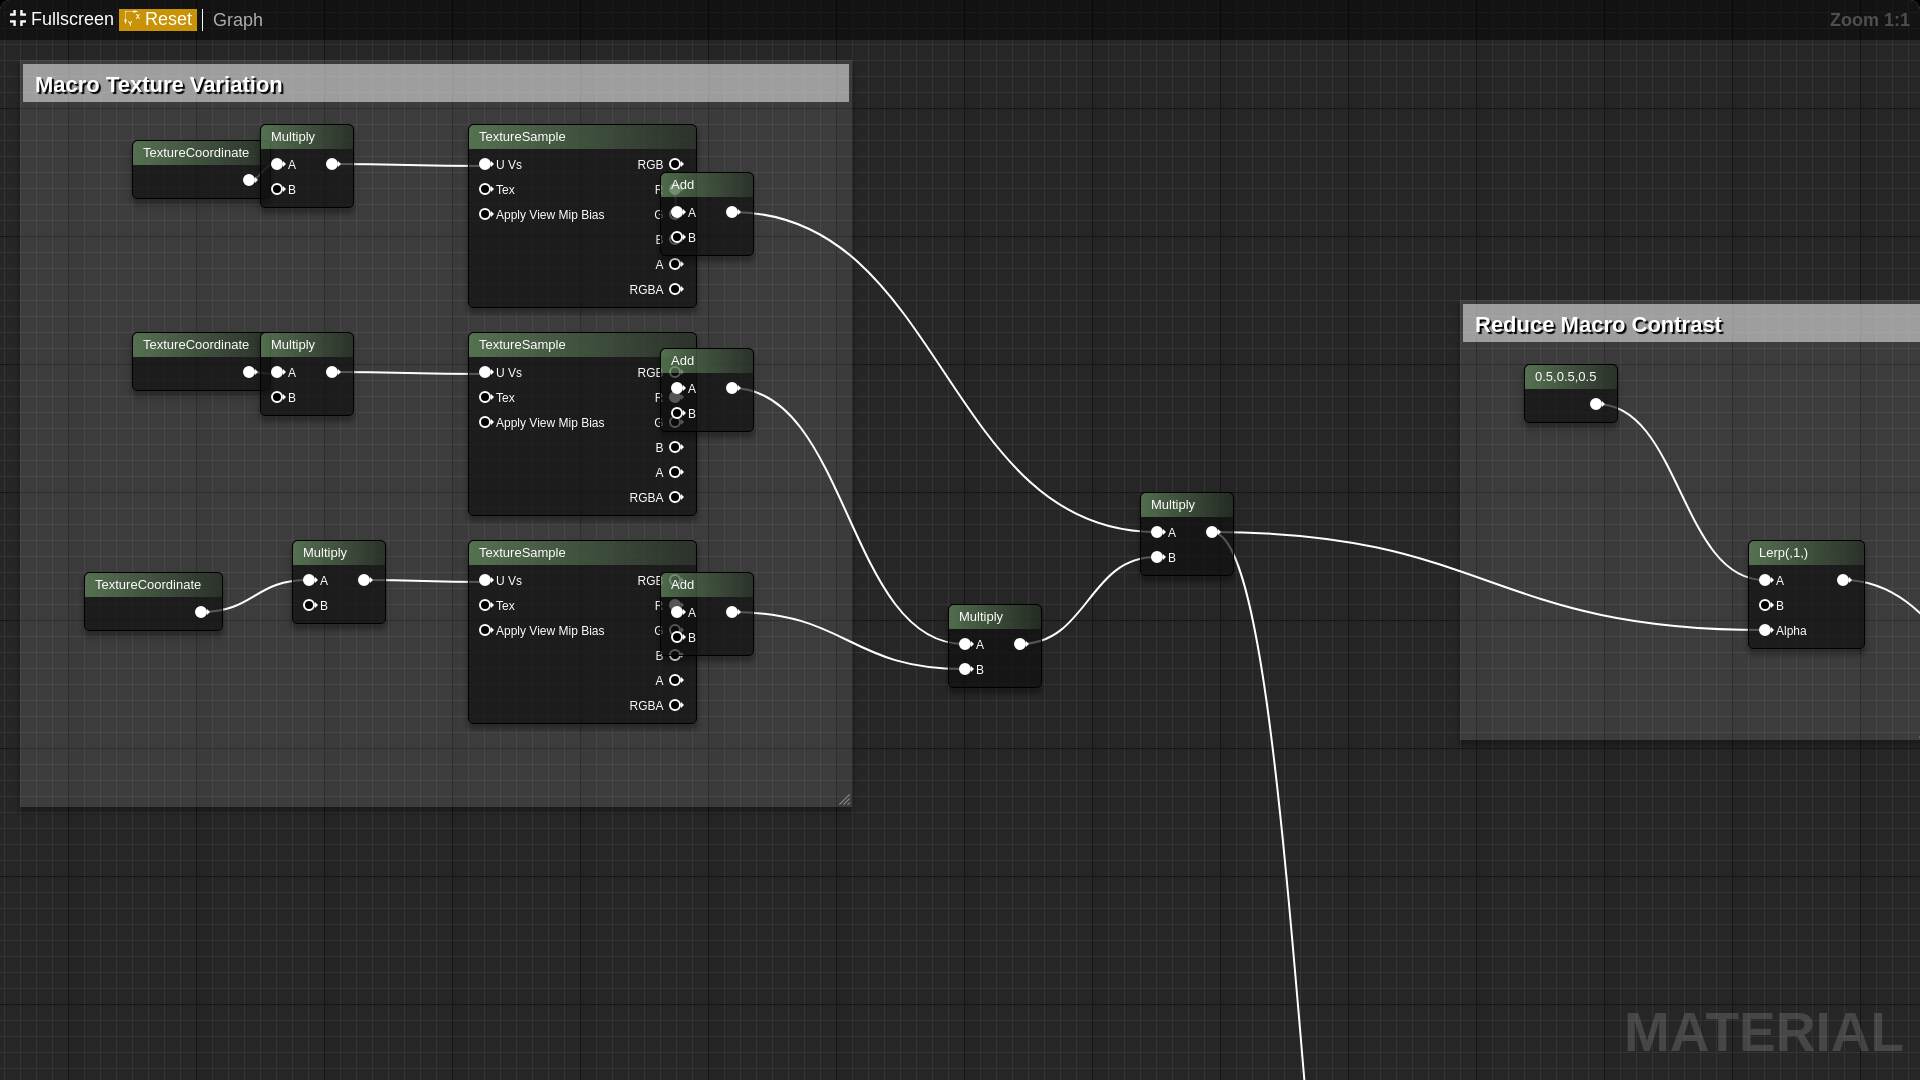 Fullscreen Reset Graph Zoom 1:1
Macro Texture Variation
TextureCoordinate
Multiply
A
B
TextureSample
U Vs RGB
Tex R
Apply View Mip Bias G
B
A
RGBA
Add
A
B
TextureCoordinate
Multiply
A
B
TextureSample
U Vs RGB
Tex R
Apply View Mip Bias G
B
A
RGBA
Add
A
B
TextureCoordinate
Multiply
A
B
TextureSample
U Vs RGB
Tex R
Apply View Mip Bias G
B
A
RGBA
Add
A
B
Multiply
A
B
Multiply
A
B
Reduce Macro Contrast
0.5,0.5,0.5
Lerp(,1,)
A
B
Alpha
MATERIAL